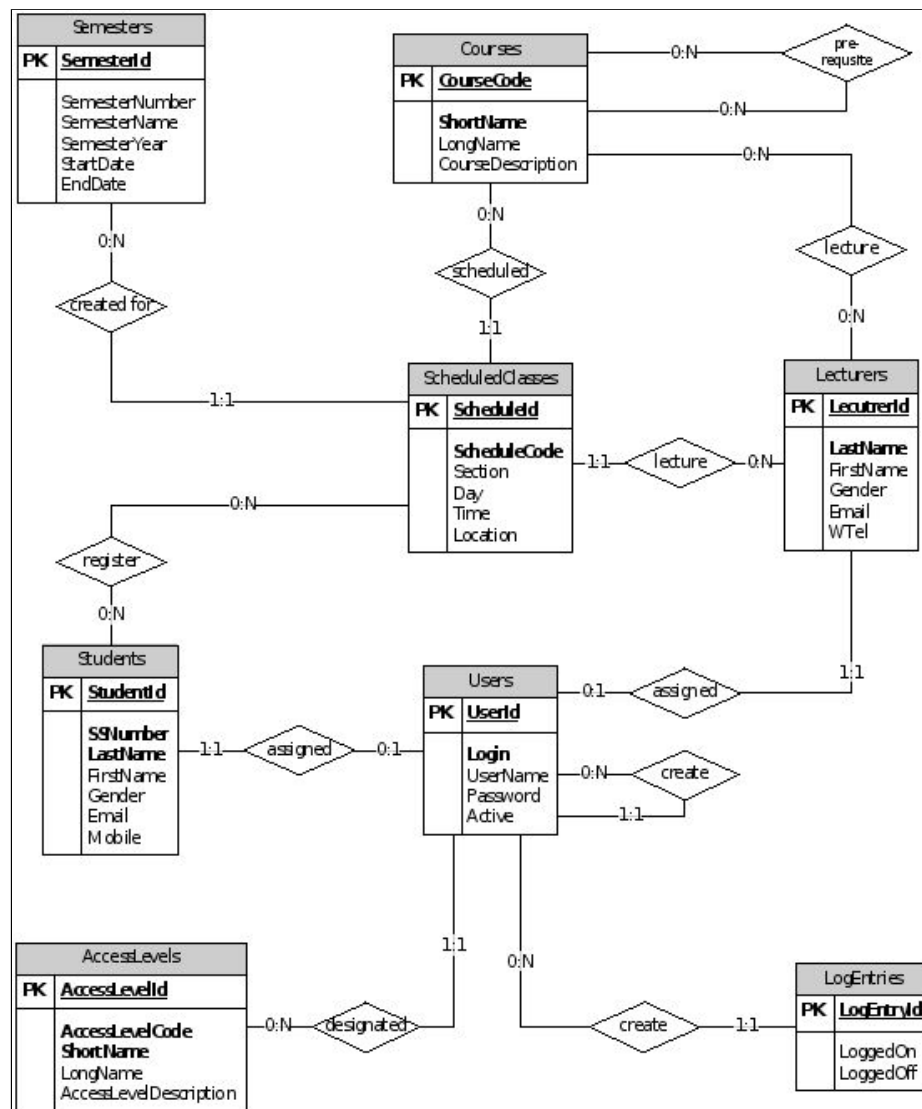 Semesters
PK SemesterId
SemesterNumber
SemesterName
SemesterYear
StartDate
EndDate
Courses
PK CourseCode
ShortName
LongName
CourseDescription
0:N
pre-
requsite
0:N
0:N
lecture
0:N
0:N
scheduled
1:1
0:N
created for
1:1
ScheduledClasses
PK ScheduleId
ScheduleCode
Section
Day
Time
Location
1:1
lecture
0:N
Lecturers
PK LecutrerId
LastName
FirstName
Gender
Email
WTel
0:N
register
0:N
Students
PK StudentId
SSNumber
LastName
FirstName
Gender
Email
Mobile
1:1
assigned
0:1
Users
PK UserId
Login
UserName
Password
Active
0:1
assigned
1:1
0:N
create
1:1
1:1
0:N
AccessLevels
PK AccessLevelId
AccessLevelCode
ShortName
LongName
AccessLevelDescription
0:N
designated
create
1:1
LogEntries
PK LogEntryId
LoggedOn
LoggedOff